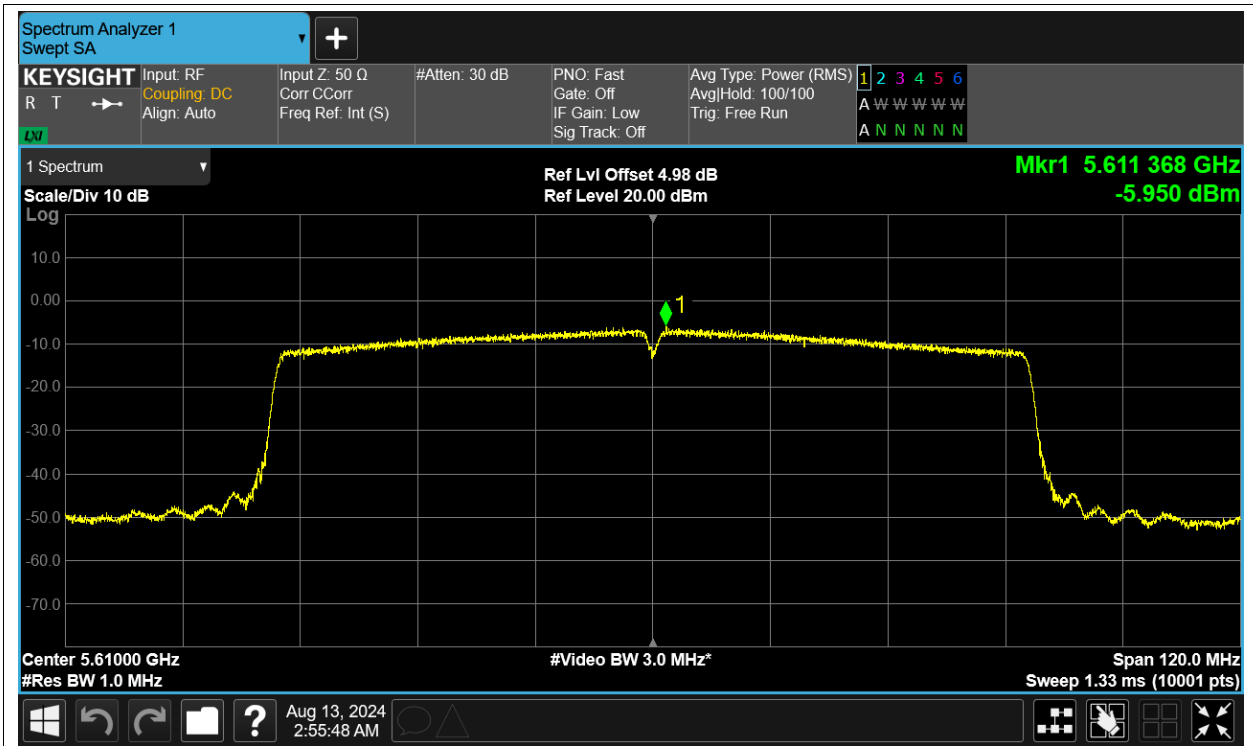 Spectrum Analyzer 1
Swept SA
KEYSIGHT
R T
LXI
Input: RF
Coupling: DC
Align: Auto
Input Z: 50 Ω
Corr CCorr
Freq Ref: Int (S)
#Atten: 30 dB
PNO: Fast
Gate: Off
IF Gain: Low
Sig Track: Off
Avg Type: Power (RMS)
Avg|Hold: 100/100
Trig: Free Run
1 2 3 4 5 6
A W W W W W
A N N N N N
1 Spectrum
Scale/Div 10 dB
Log
Ref Lvl Offset 4.98 dB
Ref Level 20.00 dBm
Mkr1 5.611 368 GHz
-5.950 dBm
10.0
0.00
-10.0
-20.0
-30.0
-40.0
-50.0
-60.0
-70.0
1
Center 5.61000 GHz
#Res BW 1.0 MHz
#Video BW 3.0 MHz*
Span 120.0 MHz
Sweep 1.33 ms (10001 pts)
?
Aug 13, 2024
2:55:48 AM